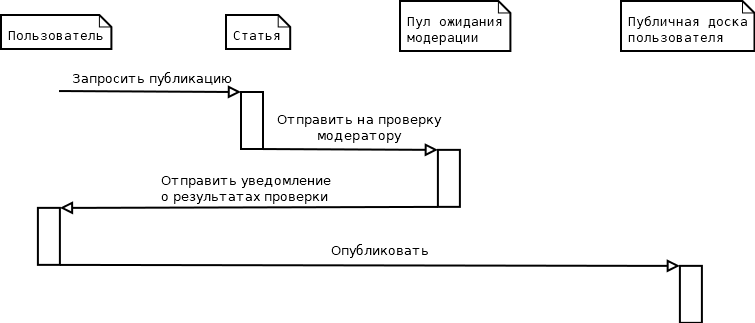 Пользователь
Статья
Пул ожидания
модерации
Публичная доска
пользователя
Запросить публикацию
Отправить на проверку
модератору
Отправить уведомление
о результатах проверки
Опубликовать